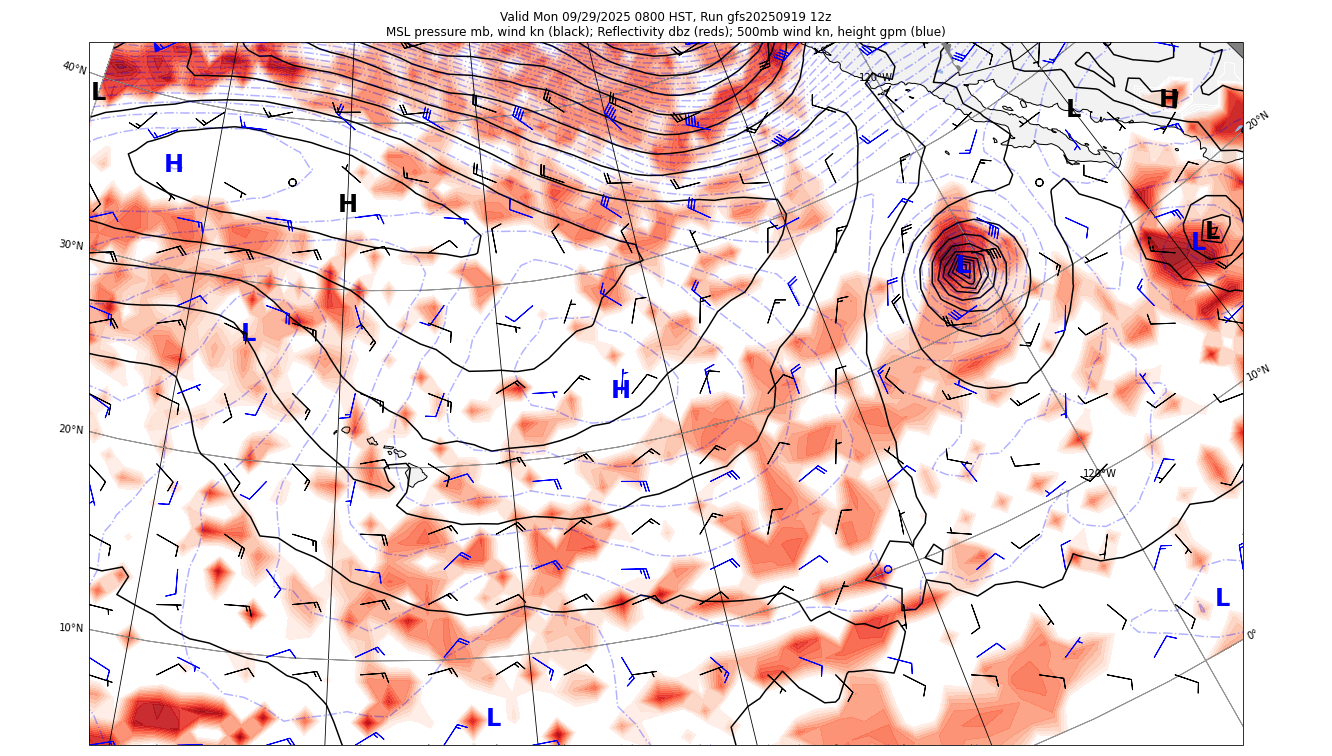 Valid Mon 09/29/2025 0800 HST, Run gfs20250919 12z
MSL pressure mb, wind kn (black); Reflectivity dbz (reds); 500mb wind kn, height gpm (blue)
40°N
120°W
L
H
L
20°N
H
H
30°N
L
L
L
L
H
10°N
20°N
120°W
L
10°N
0°
L